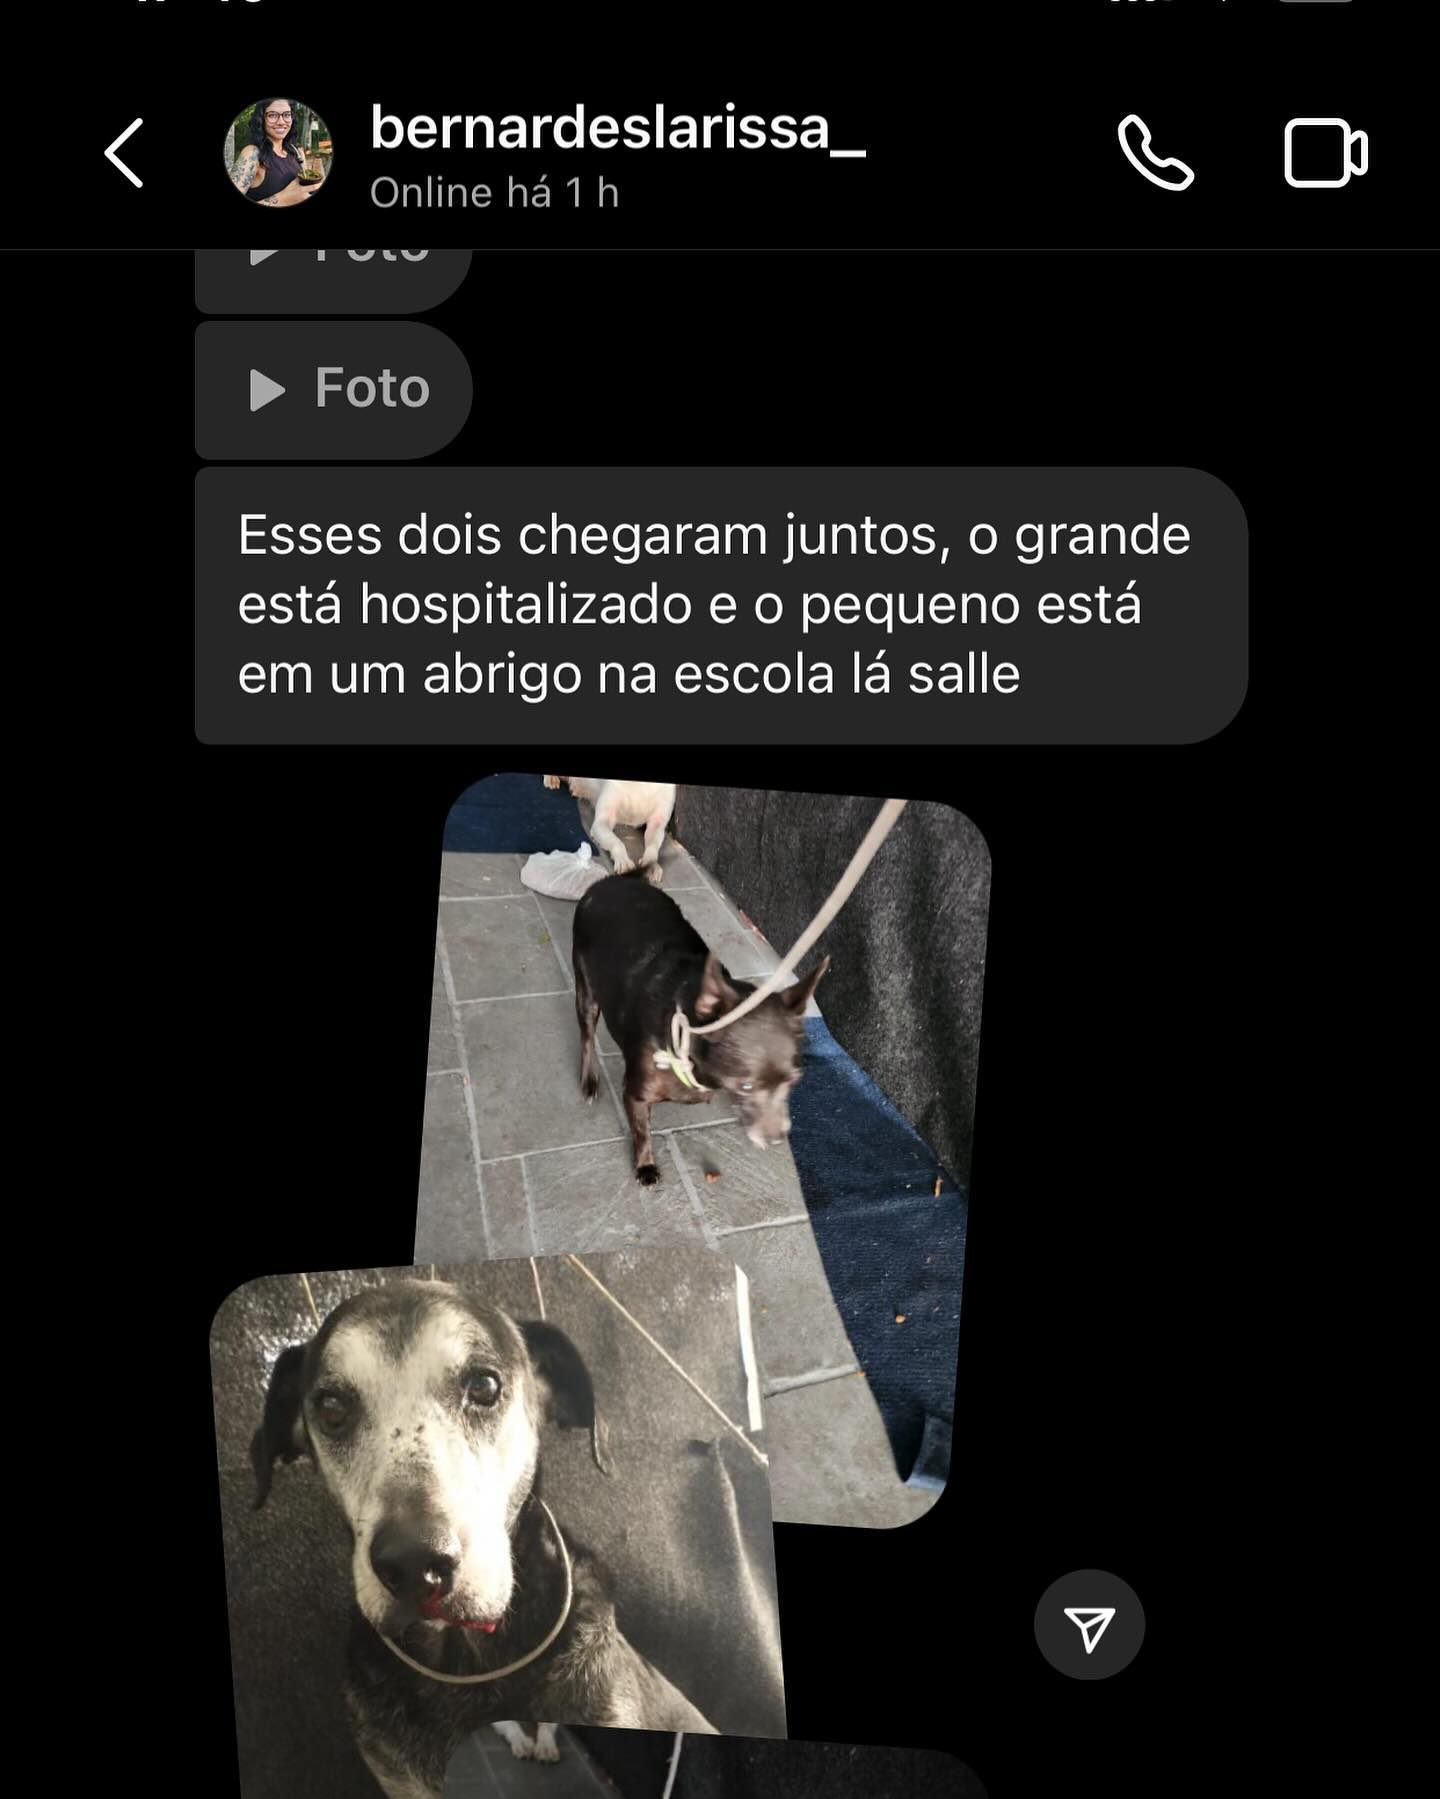 bernardeslarissa_
Online há 1 h
Foto
Foto
Esses dois chegaram juntos, o grande
está hospitalizado e o pequeno está
em um abrigo na escola lá salle